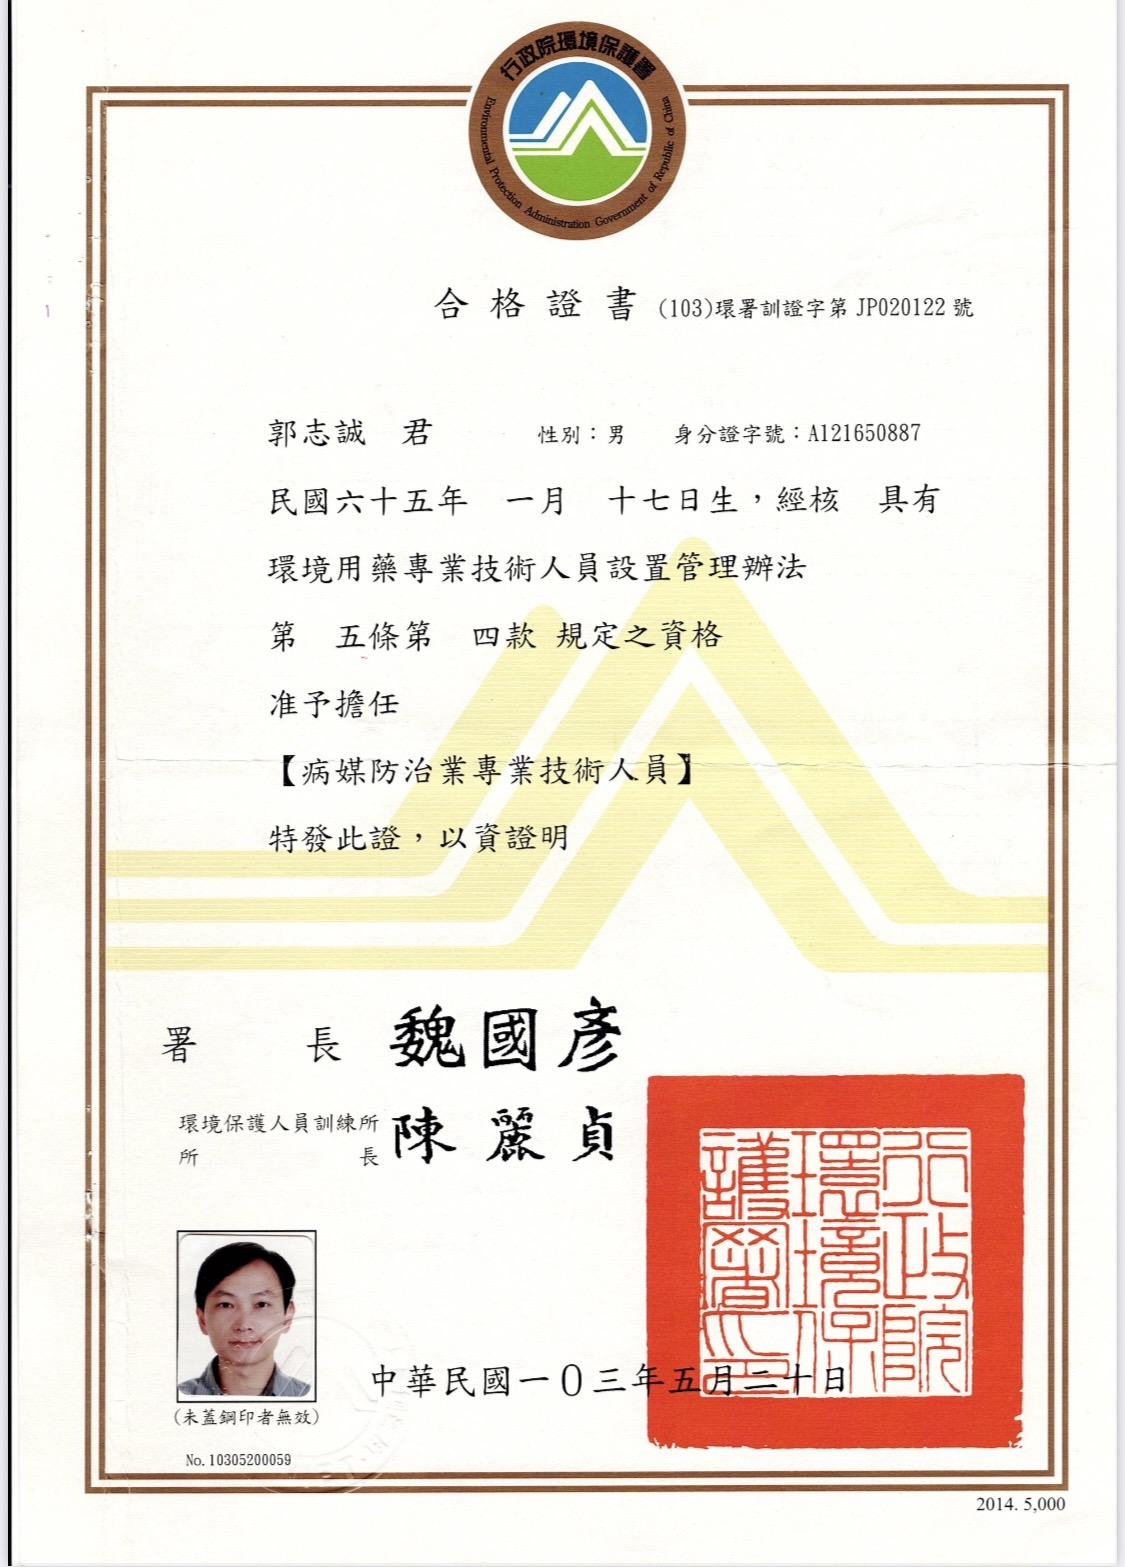 行政院環境保護署
Environmental Protection Administration Government of Republic of China
合格證書 (103)環署訓證字第 JP020122 號
郭志誠 君 性別：男 身分證字號：A121650887
民國六十五年 一月 十七日生，經核 具有
環境用藥專業技術人員設置管理辦法
第 五條第 四款 規定之資格
准予擔任
【病媒防治業專業技術人員】
特發此證，以資證明
署 長 魏國彥
環境保護人員訓練所
所 長 陳麗貞
行政院環境保護署印
中華民國一0三年五月二十日
(未蓋鋼印者無效)
No. 10305200059
2014. 5,000